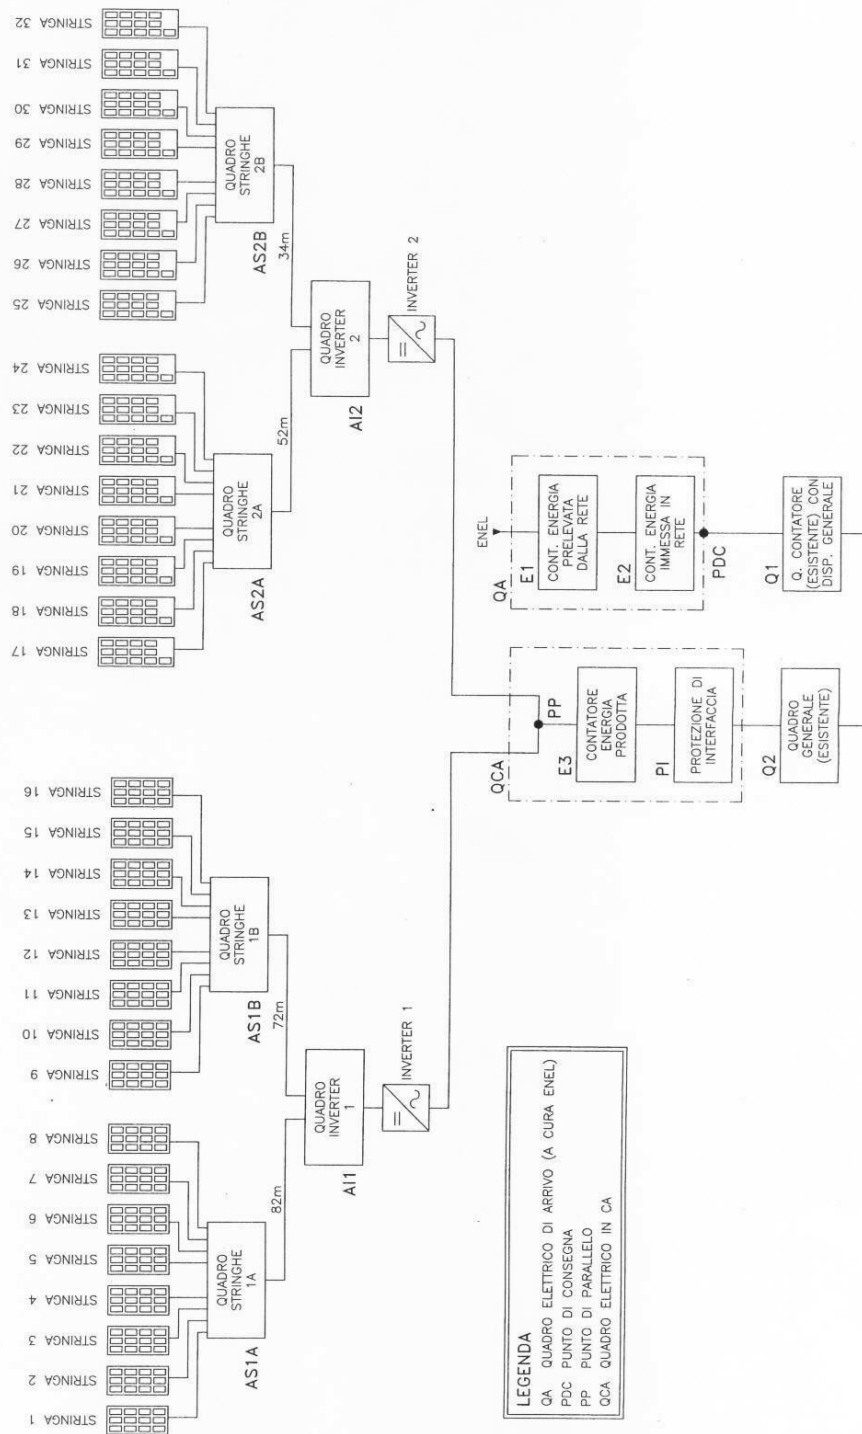 STRINGA 1
STRINGA 2
STRINGA 3
STRINGA 4
STRINGA 5
STRINGA 6
STRINGA 7
STRINGA 8
STRINGA 9
STRINGA 10
STRINGA 11
STRINGA 12
STRINGA 13
STRINGA 14
STRINGA 15
STRINGA 16
STRINGA 17
STRINGA 18
STRINGA 19
STRINGA 20
STRINGA 21
STRINGA 22
STRINGA 23
STRINGA 24
STRINGA 25
STRINGA 26
STRINGA 27
STRINGA 28
STRINGA 29
STRINGA 30
STRINGA 31
STRINGA 32
QUADRO
STRINGHE
1A
AS1A
82m
QUADRO
STRINGHE
1B
AS1B
72m
QUADRO
STRINGHE
2A
AS2A
52m
QUADRO
STRINGHE
2B
AS2B
34m
QUADRO
INVERTER
1
AI1
INVERTER 1
QUADRO
INVERTER
2
AI2
INVERTER 2
QCA
PP
E3
CONTATORE
ENERGIA
PRODOTTA
PI
PROTEZIONE DI
INTERFACCIA
Q2
QUADRO
GENERALE
(ESISTENTE)
ENEL
QA
E1
CONT. ENERGIA
PRELEVATA
DALLA RETE
E2
CONT. ENERGIA
IMMESSA IN
RETE
PDC
Q1
Q. CONTATORE
(ESISTENTE) CON
DISP. GENERALE
LEGENDA
QA QUADRO ELETTRICO DI ARRIVO (A CURA ENEL)
PDC PUNTO DI CONSEGNA
PP PUNTO DI PARALLELO
QCA QUADRO ELETTRICO IN CA